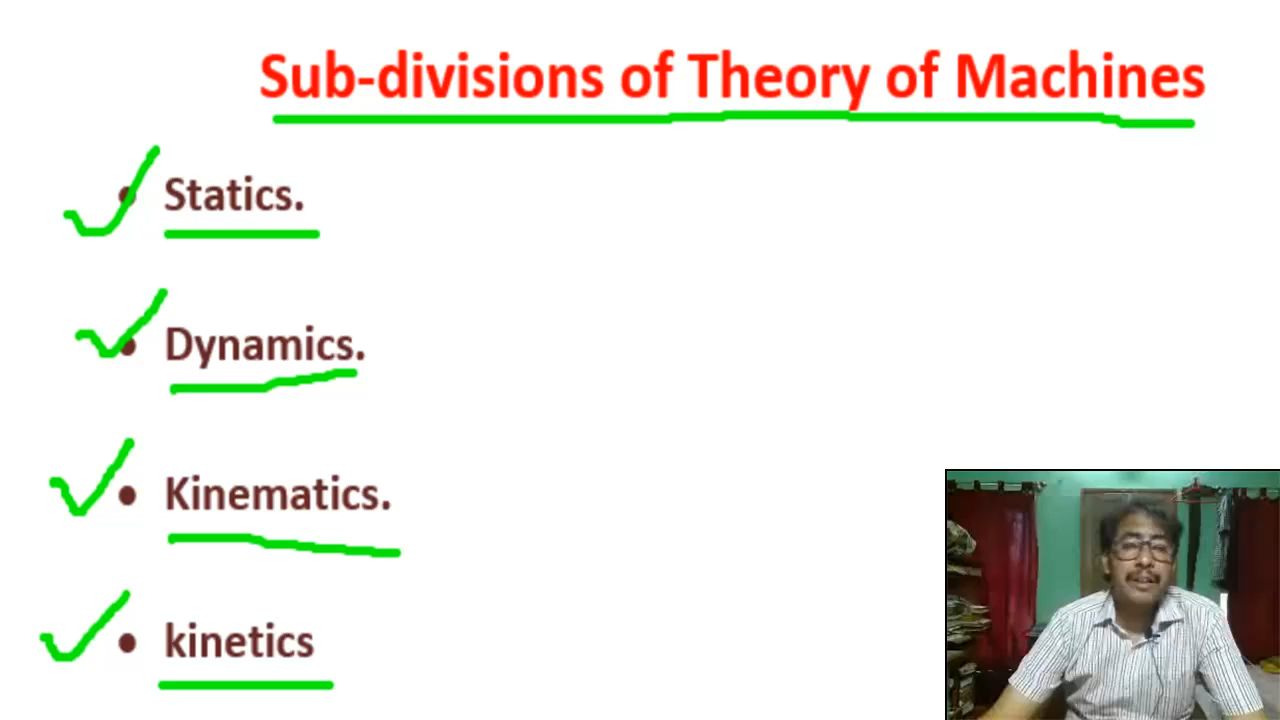 Sub-divisions of Theory of Machines
• Statics.
• Dynamics.
• Kinematics.
• kinetics